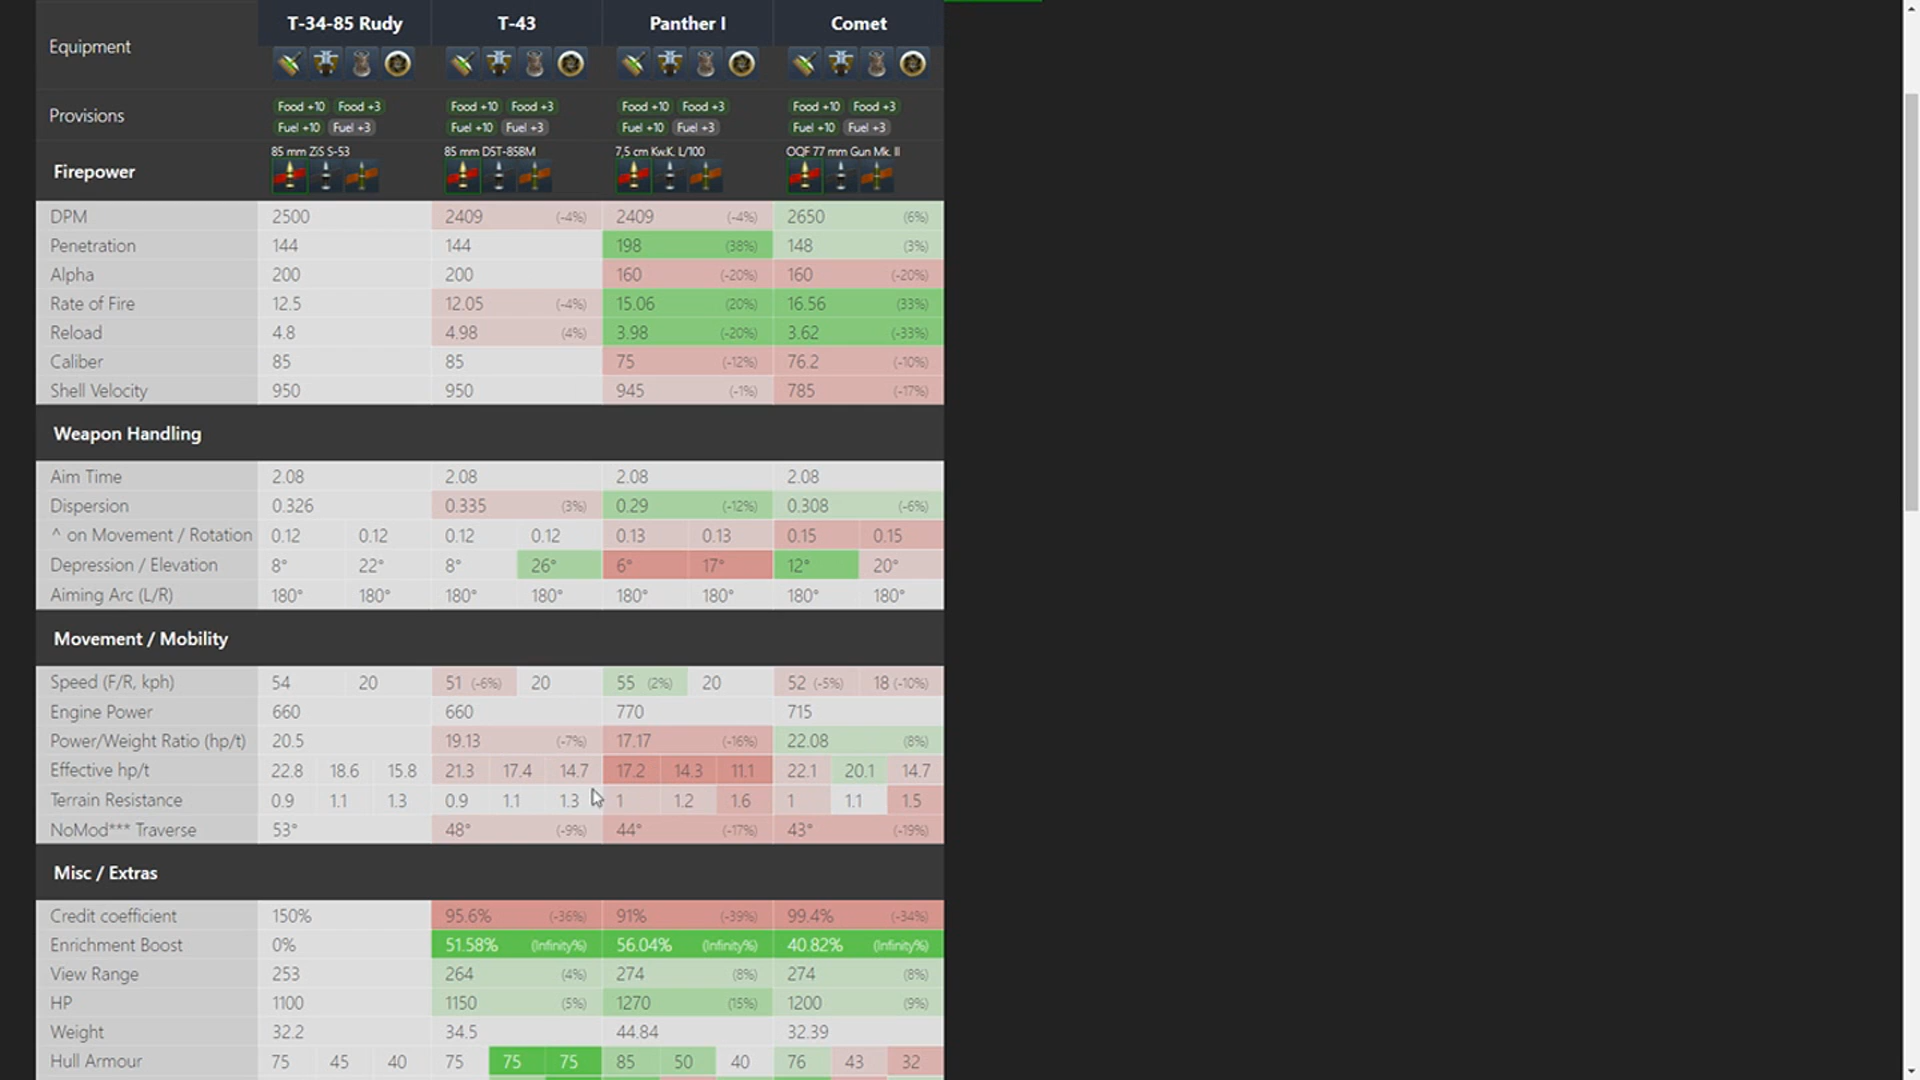 T-34-85 Rudy T-43 Panther I Comet
Equipment
Provisions Food +10 Food +3 Food +10 Food +3 Food +10 Food +3 Food +10 Food +3
Fuel +10 Fuel +3 Fuel +10 Fuel +3 Fuel +10 Fuel +3 Fuel +10 Fuel +3
Firepower 85 mm ZiS S-53 85 mm D5T-85BM 7,5 cm Kw.K. L/100 OQF 77 mm Gun Mk. II
DPM 2500 2409 (-4%) 2409 (-4%) 2650 (6%)
Penetration 144 144 198 (38%) 148 (3%)
Alpha 200 200 160 (-20%) 160 (-20%)
Rate of Fire 12.5 12.05 (-4%) 15.06 (20%) 16.56 (33%)
Reload 4.8 4.98 (4%) 3.98 (-20%) 3.62 (-33%)
Caliber 85 85 75 (-12%) 76.2 (-10%)
Shell Velocity 950 950 945 (-1%) 785 (-17%)
Weapon Handling
Aim Time 2.08 2.08 2.08 2.08
Dispersion 0.326 0.335 (3%) 0.29 (-12%) 0.308 (-6%)
^ on Movement / Rotation 0.12 0.12 0.12 0.12 0.13 0.13 0.15 0.15
Depression / Elevation 8° 22° 8° 26° 6° 17° 12° 20°
Aiming Arc (L/R) 180° 180° 180° 180° 180° 180° 180° 180°
Movement / Mobility
Speed (F/R, kph) 54 20 51 (-6%) 20 55 (2%) 20 52 (-5%) 18 (-10%)
Engine Power 660 660 770 715
Power/Weight Ratio (hp/t) 20.5 19.13 (-7%) 17.17 (-16%) 22.08 (8%)
Effective hp/t 22.8 18.6 15.8 21.3 17.4 14.7 17.2 14.3 11.1 22.1 20.1 14.7
Terrain Resistance 0.9 1.1 1.3 0.9 1.1 1.3 1 1.2 1.6 1 1.1 1.5
NoMod*** Traverse 53° 48° (-9%) 44° (-17%) 43° (-19%)
Misc / Extras
Credit coefficient 150% 95.6% (-36%) 91% (-39%) 99.4% (-34%)
Enrichment Boost 0% 51.58% (Infinity%) 56.04% (Infinity%) 40.82% (Infinity%)
View Range 253 264 (4%) 274 (8%) 274 (8%)
HP 1100 1150 (5%) 1270 (15%) 1200 (9%)
Weight 32.2 34.5 44.84 32.39
Hull Armour 75 45 40 75 75 75 85 50 40 76 43 32